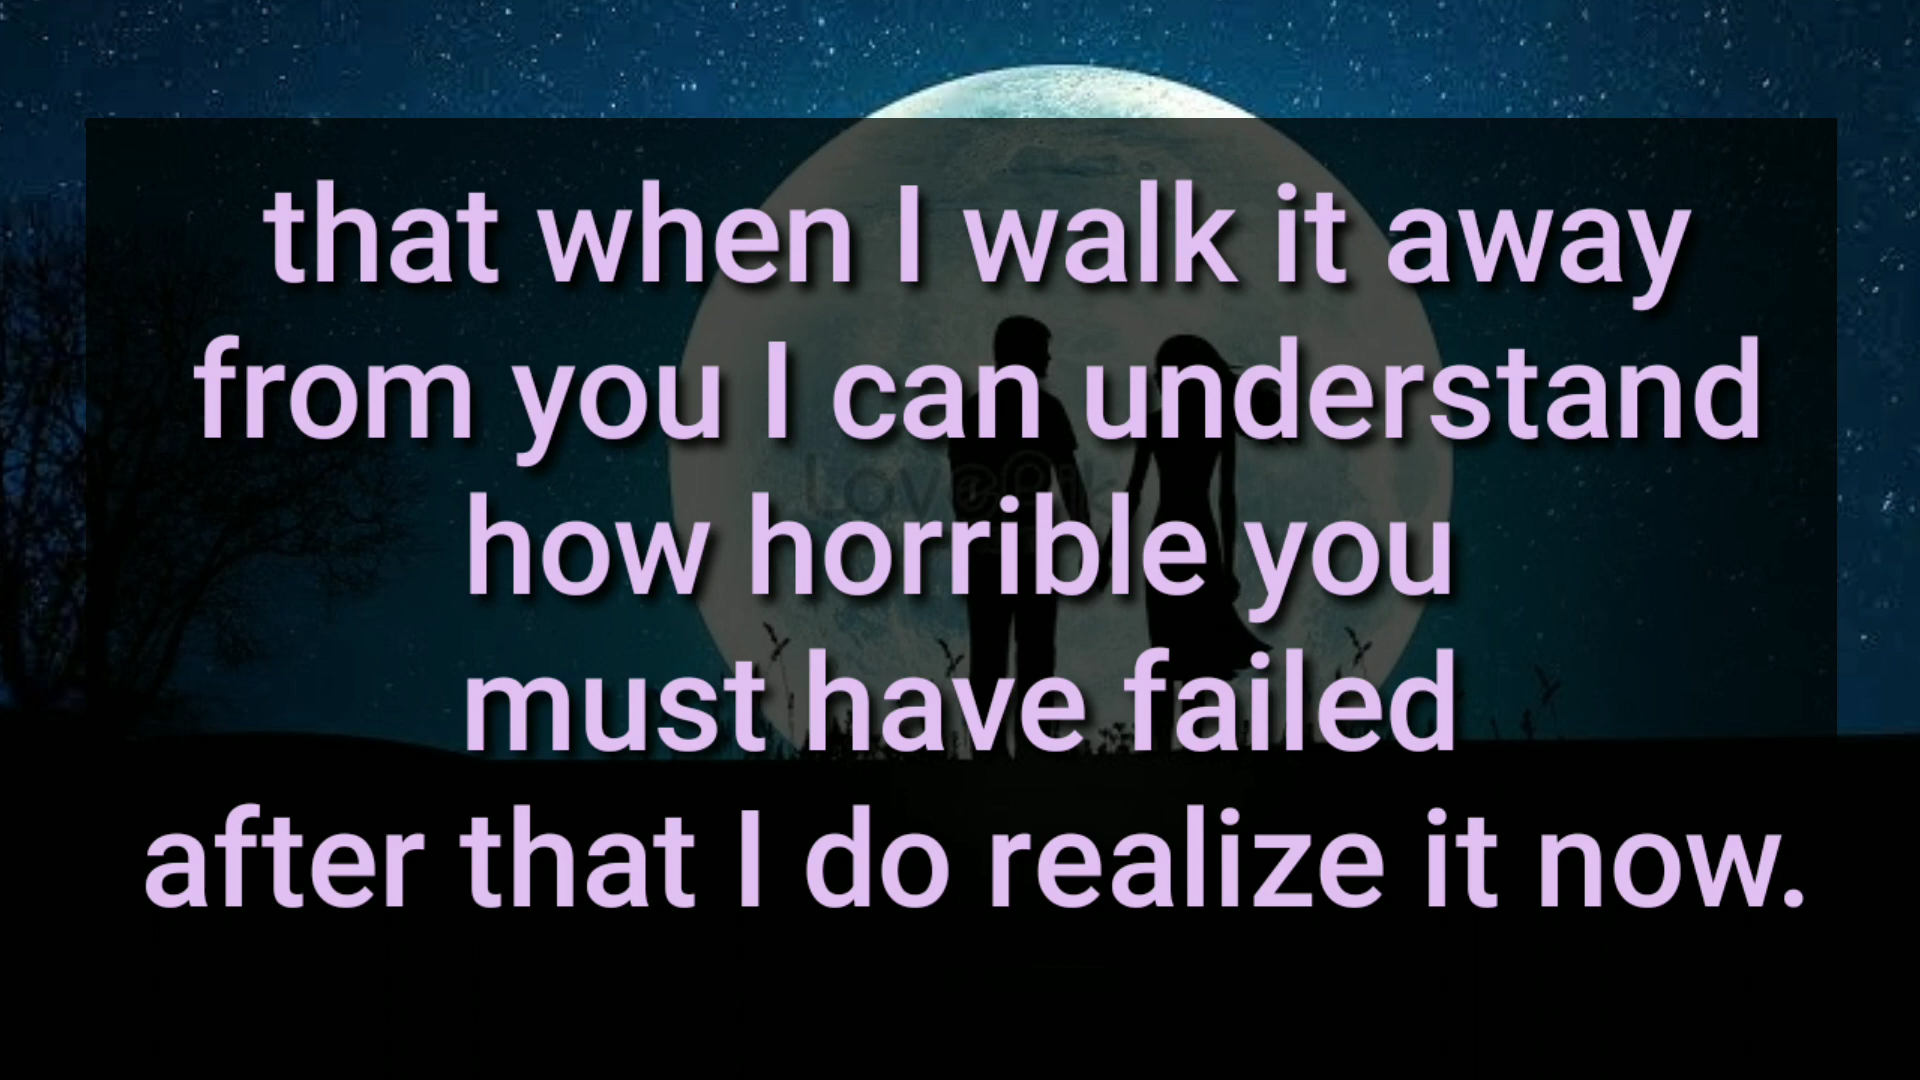 that when I walk it away
from you I can understand
how horrible you
must have failed
after that I do realize it now.